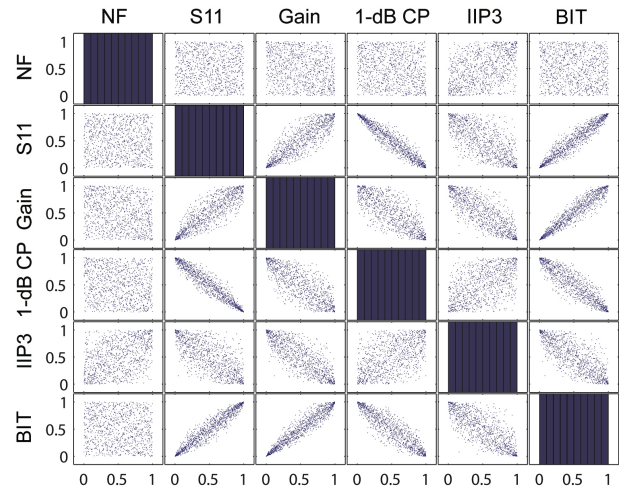 NF S11 Gain 1-dB CP IIP3 BIT
NF 1 0.5 0
S11 1 0.5 0
Gain 1 0.5 0
1-dB CP 1 0.5 0
IIP3 1 0.5 0
BIT 1 0.5 0
0 0.5 1 0 0.5 1 0 0.5 1 0 0.5 1 0 0.5 1 0 0.5 1